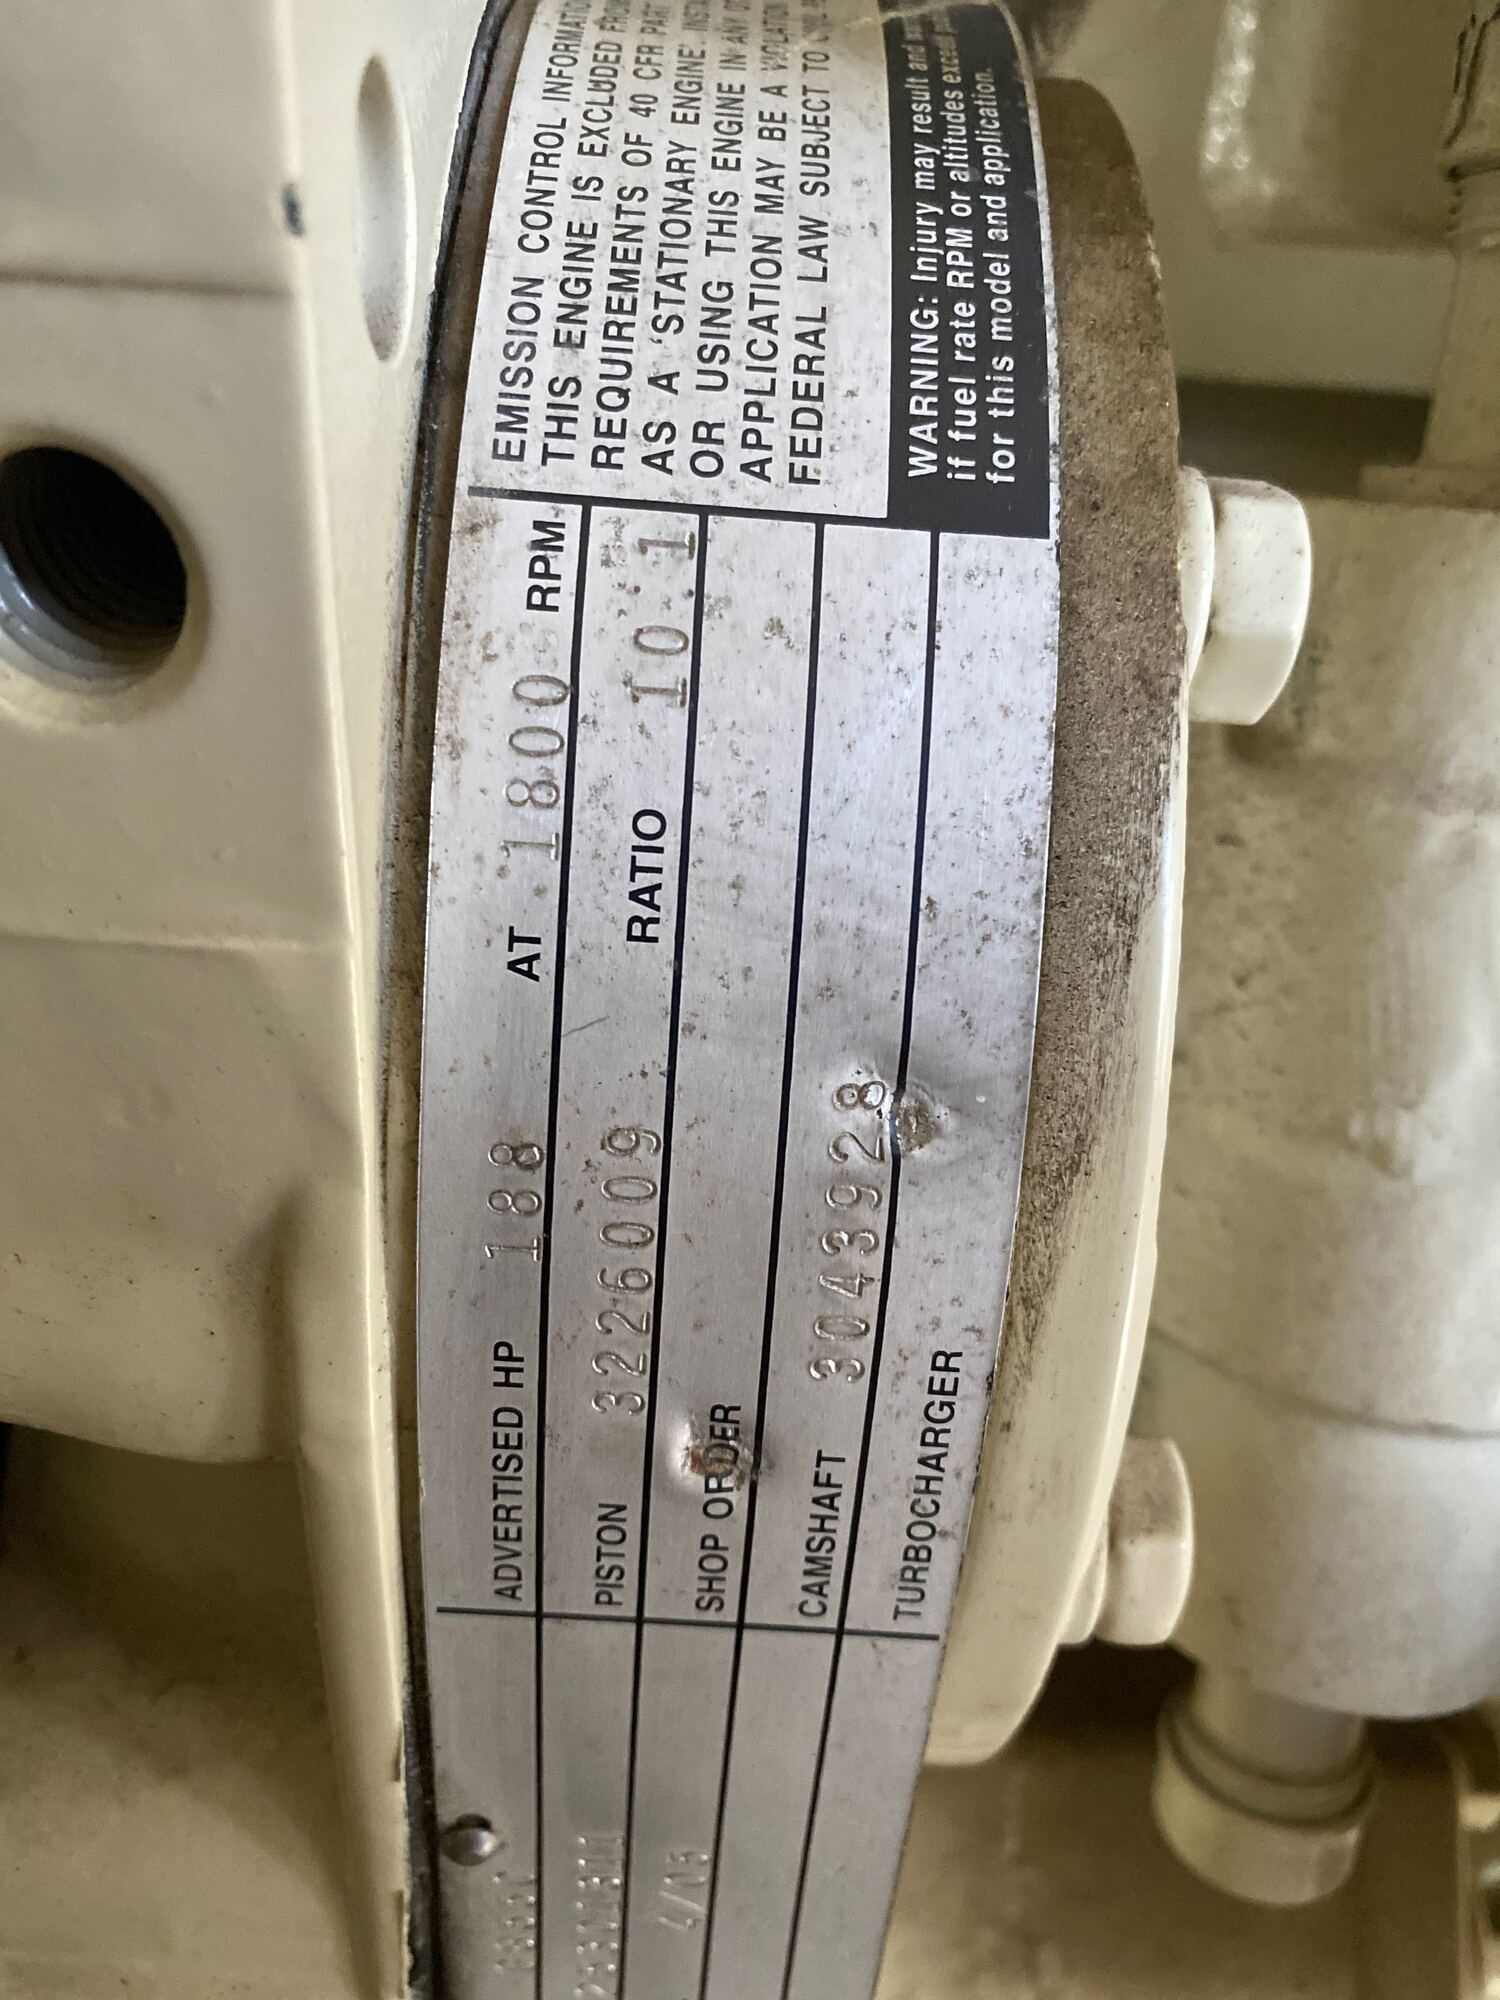 ADVERTISED HP 188 AT 1800 RPM
PISTON 3226009 RATIO 10 1
SHOP ORDER
CAMSHAFT 3043928
TURBOCHARGER
EMISSION CONTROL
THIS ENGINE IS EXCLUDED
REQUIREMENTS OF 40 CFR PART
AS A 'STATIONARY ENGINE'
OR USING THIS ENGINE IN ANY
APPLICATION MAY BE A VIOLATION
FEDERAL LAW SUBJECT TO
WARNING: Injury may result and
if fuel rate RPM or altitudes exceed
for this model and application.
4/05